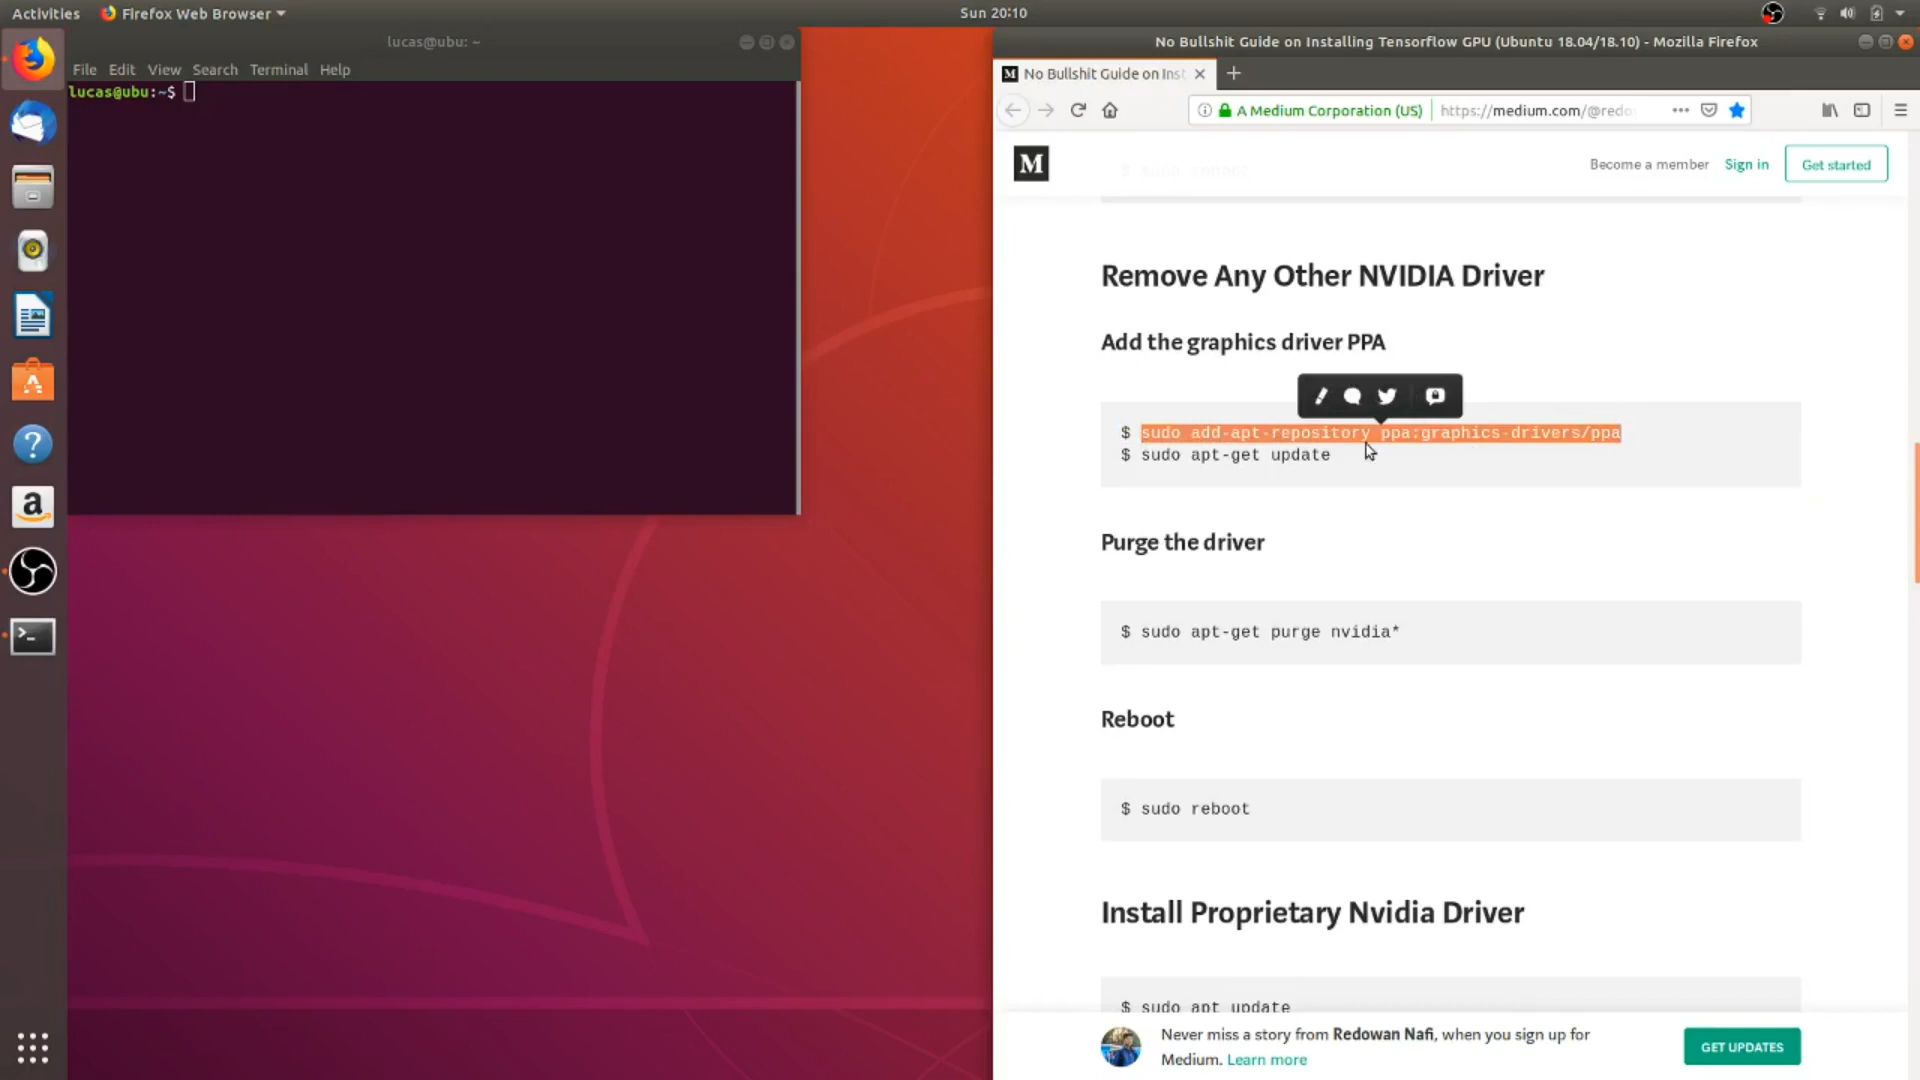 Activities
Firefox Web Browser
Sun 20:10
lucas@ubu: ~
File Edit View Search Terminal Help
lucas@ubu:~$
No Bullshit Guide on Installing Tensorflow GPU (Ubuntu 18.04/18.10) - Mozilla Firefox
No Bullshit Guide on Inst
A Medium Corporation (US)
https://medium.com/@redo
M
Become a member
Sign in
Get started
$ sudo reboot
Remove Any Other NVIDIA Driver
Add the graphics driver PPA
$ sudo add-apt-repository ppa:graphics-drivers/ppa
$ sudo apt-get update
Purge the driver
$ sudo apt-get purge nvidia*
Reboot
$ sudo reboot
Install Proprietary Nvidia Driver
$ sudo apt update
Never miss a story from Redowan Nafi, when you sign up for
Medium. Learn more
GET UPDATES